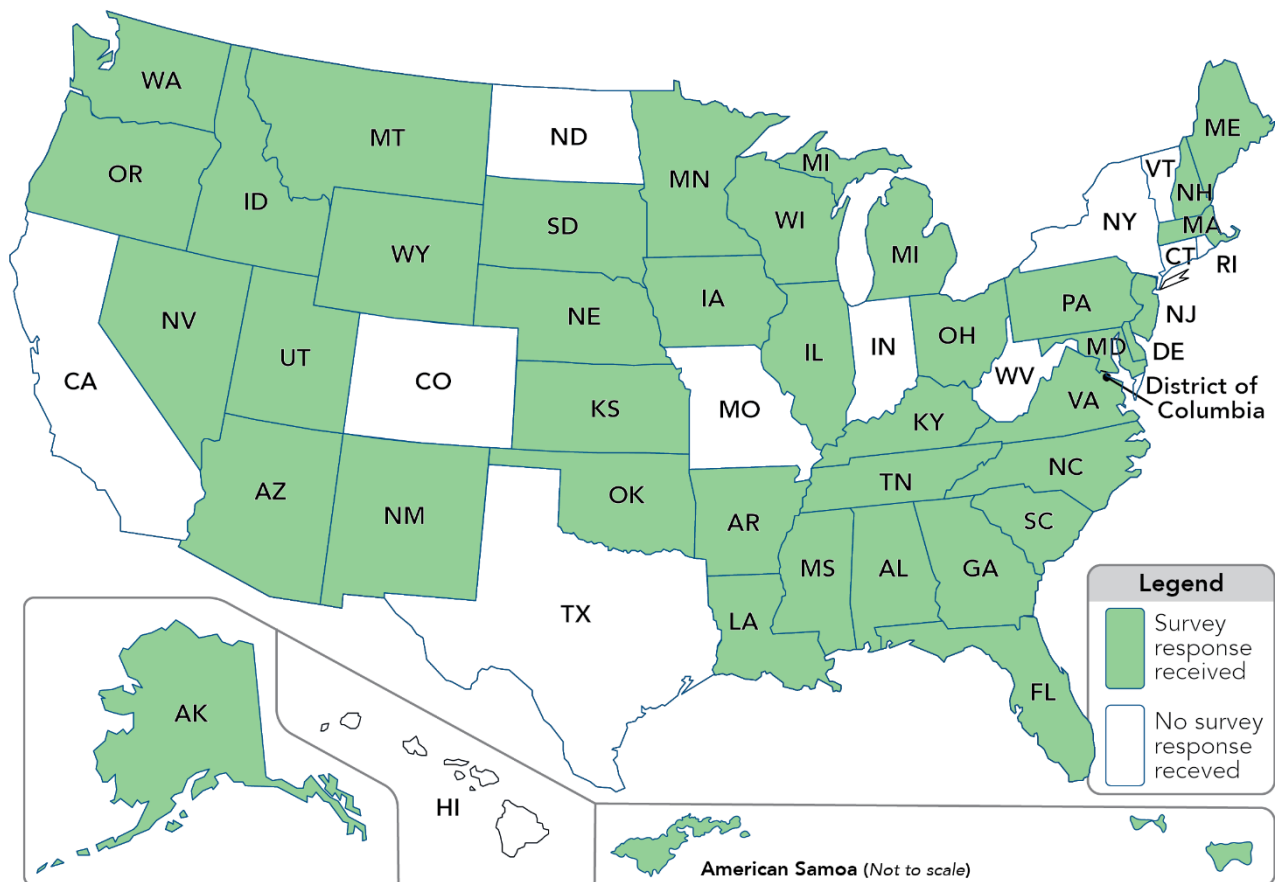 WA
MT
ND
MN
MI
ME
VT
NH
OR
ID
SD
WI
NY
MA
WY
MI
CT
RI
IA
NE
PA
NV
NJ
UT
IL
IN
OH
MD
DE
CA
CO
WV
District of
Columbia
KS
MO
VA
KY
NC
AZ
NM
OK
TN
AR
SC
MS
AL
GA
TX
LA
FL
AK
HI
Legend
Survey
response
received
No survey
response
receved
American Samoa (Not to scale)